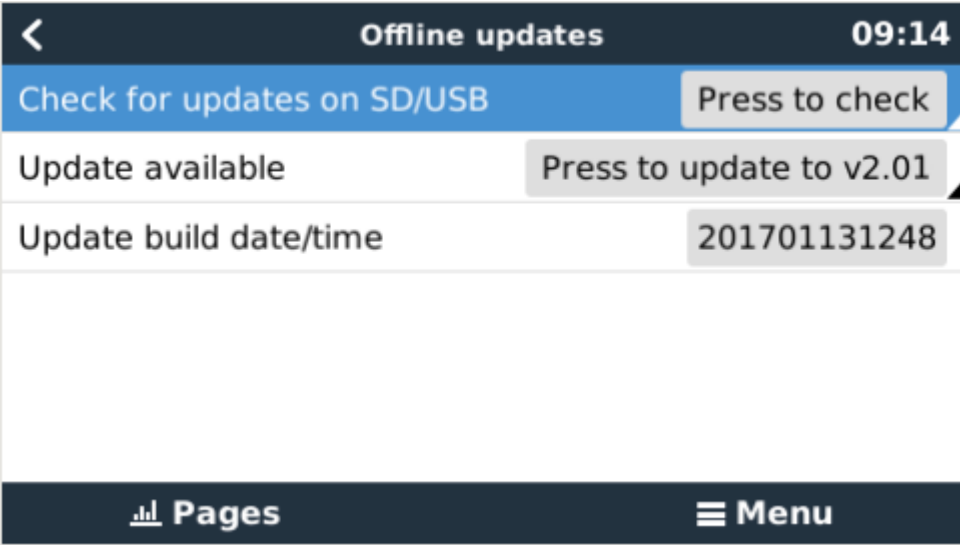 Offline updates 09:14
Check for updates on SD/USB Press to check
Update available Press to update to v2.01
Update build date/time 201701131248
Pages Menu